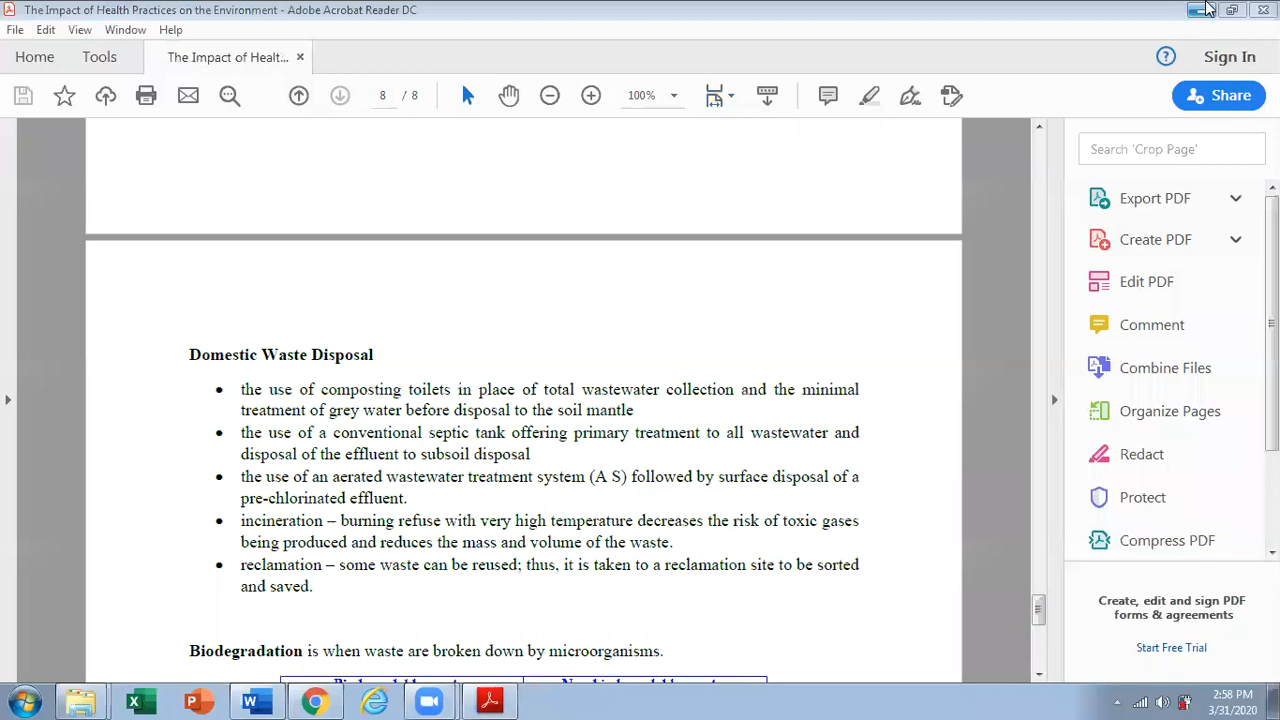 The Impact of Health Practices on the Environment - Adobe Acrobat Reader DC
File Edit View Window Help
Home Tools The Impact of Healt... × Sign In
8 / 8 100% Share
Search 'Crop Page'
Export PDF
Create PDF
Edit PDF
Comment
Combine Files
Organize Pages
Redact
Protect
Compress PDF
Create, edit and sign PDF
forms & agreements
Start Free Trial
Domestic Waste Disposal
• the use of composting toilets in place of total wastewater collection and the minimal
treatment of grey water before disposal to the soil mantle
• the use of a conventional septic tank offering primary treatment to all wastewater and
disposal of the effluent to subsoil disposal
• the use of an aerated wastewater treatment system (A S) followed by surface disposal of a
pre-chlorinated effluent.
• incineration – burning refuse with very high temperature decreases the risk of toxic gases
being produced and reduces the mass and volume of the waste.
• reclamation – some waste can be reused; thus, it is taken to a reclamation site to be sorted
and saved.
Biodegradation is when waste are broken down by microorganisms.
2:58 PM
3/31/2020